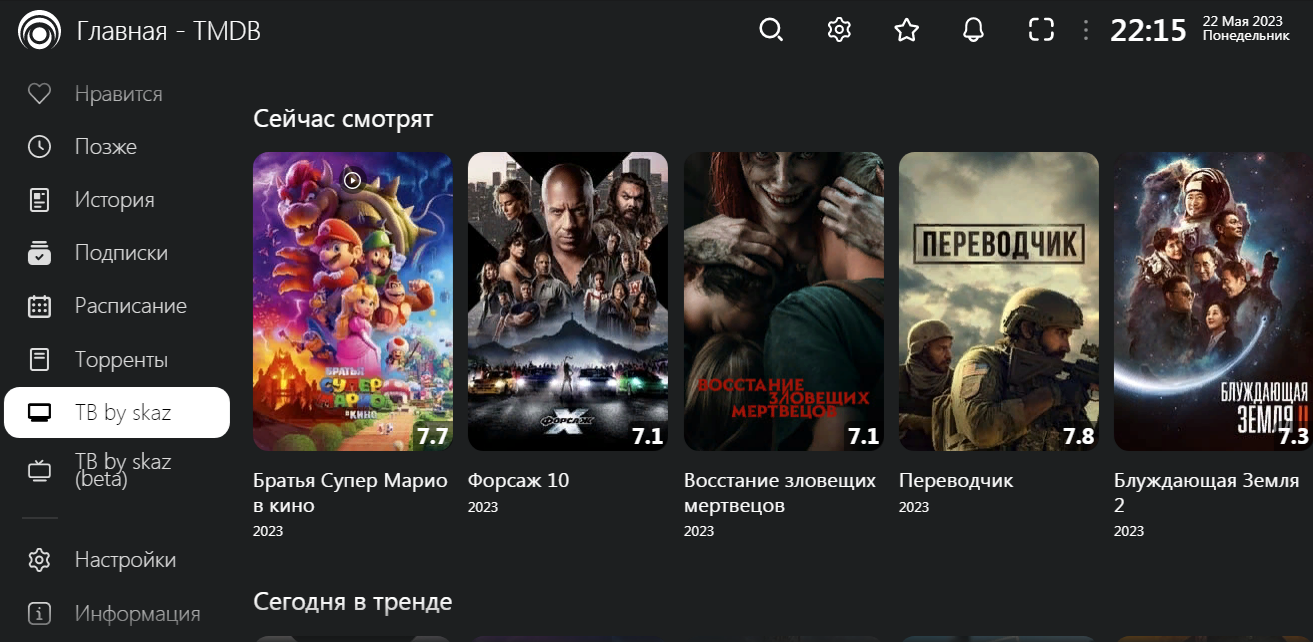 Главная - TMDB
22:15
22 Мая 2023
Понедельник
Нравится
Позже
История
Подписки
Расписание
Торренты
ТВ by skaz
ТВ by skaz
(beta)
Настройки
Информация
Сейчас смотрят
БРАТЬЯ
СУПЕР
МАРИО
В КИНО
7.7
Братья Супер Марио
в кино
2023
ФОРСАЖ
X
7.1
Форсаж 10
2023
ВОССТАНИЕ
ЗЛОВЕЩИХ
МЕРТВЕЦОВ
7.1
Восстание зловещих
мертвецов
2023
ПЕРЕВОДЧИК
7.8
Переводчик
2023
БЛУЖДАЮЩАЯ
ЗЕМЛЯ II
7.3
Блуждающая Земля
2
2023
Сегодня в тренде